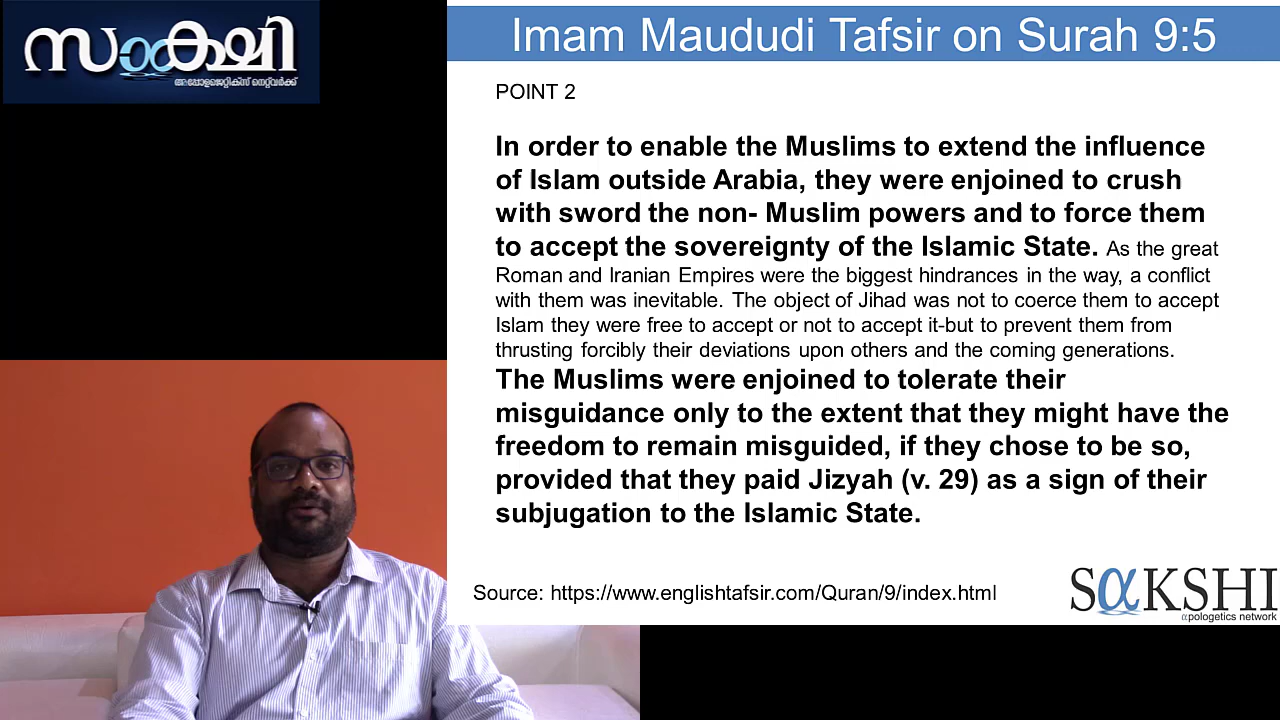 സാക്ഷി
അപ്പോളജെറ്റിക്സ് നെറ്റ്‌വർക്ക്
Imam Maududi Tafsir on Surah 9:5
POINT 2
In order to enable the Muslims to extend the influence
of Islam outside Arabia, they were enjoined to crush
with sword the non- Muslim powers and to force them
to accept the sovereignty of the Islamic State. As the great
Roman and Iranian Empires were the biggest hindrances in the way, a conflict
with them was inevitable. The object of Jihad was not to coerce them to accept
Islam they were free to accept or not to accept it-but to prevent them from
thrusting forcibly their deviations upon others and the coming generations.
The Muslims were enjoined to tolerate their
misguidance only to the extent that they might have the
freedom to remain misguided, if they chose to be so,
provided that they paid Jizyah (v. 29) as a sign of their
subjugation to the Islamic State.
Source: https://www.englishtafsir.com/Quran/9/index.html
SαKSHI
αpologetics network